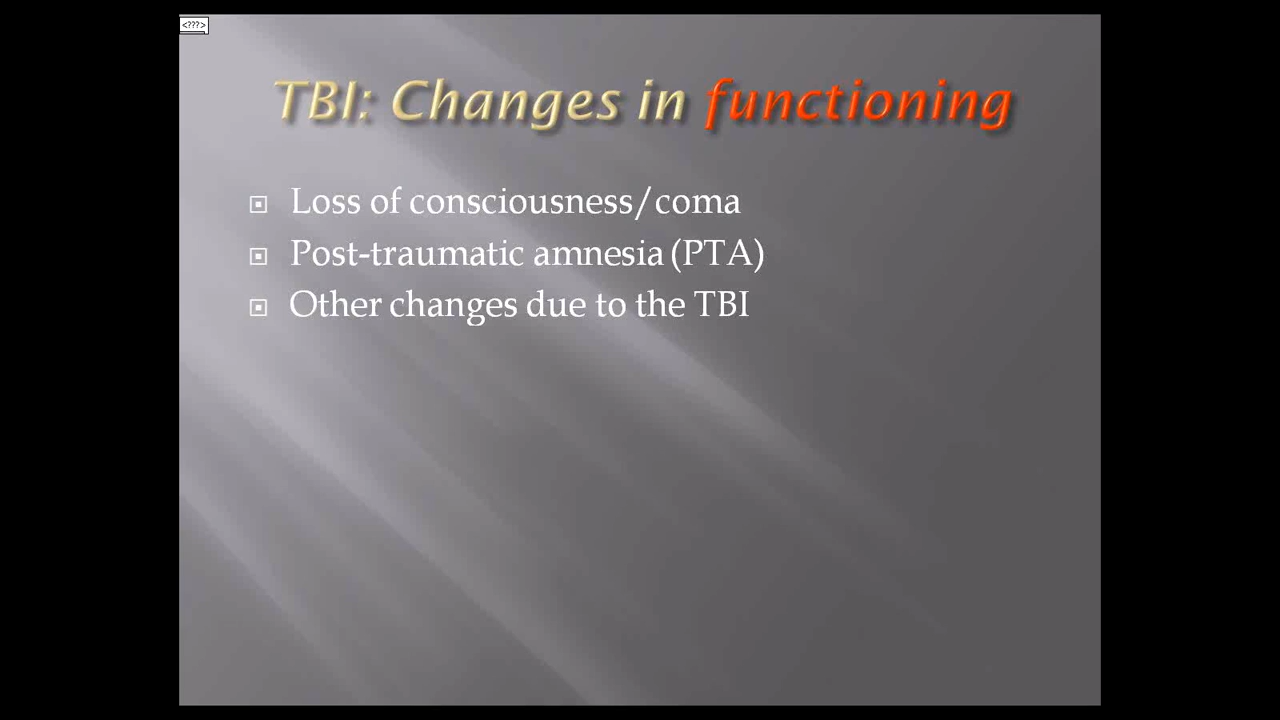 <???>
TBI: Changes in functioning
Loss of consciousness/coma
Post-traumatic amnesia (PTA)
Other changes due to the TBI